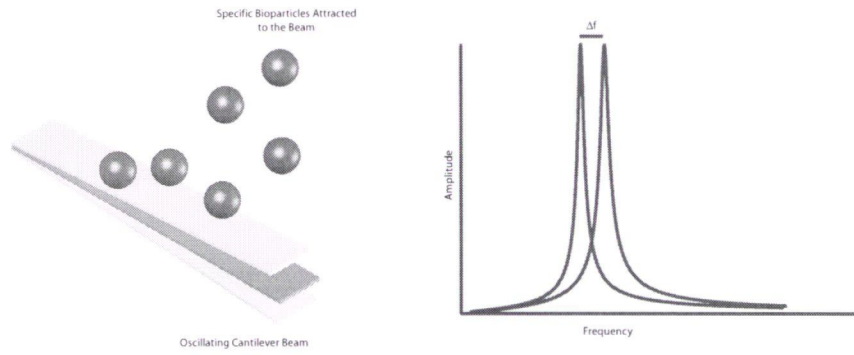 Specific Bioparticles Attracted
to the Beam
Oscillating Cantilever Beam
Δf
Amplitude
Frequency